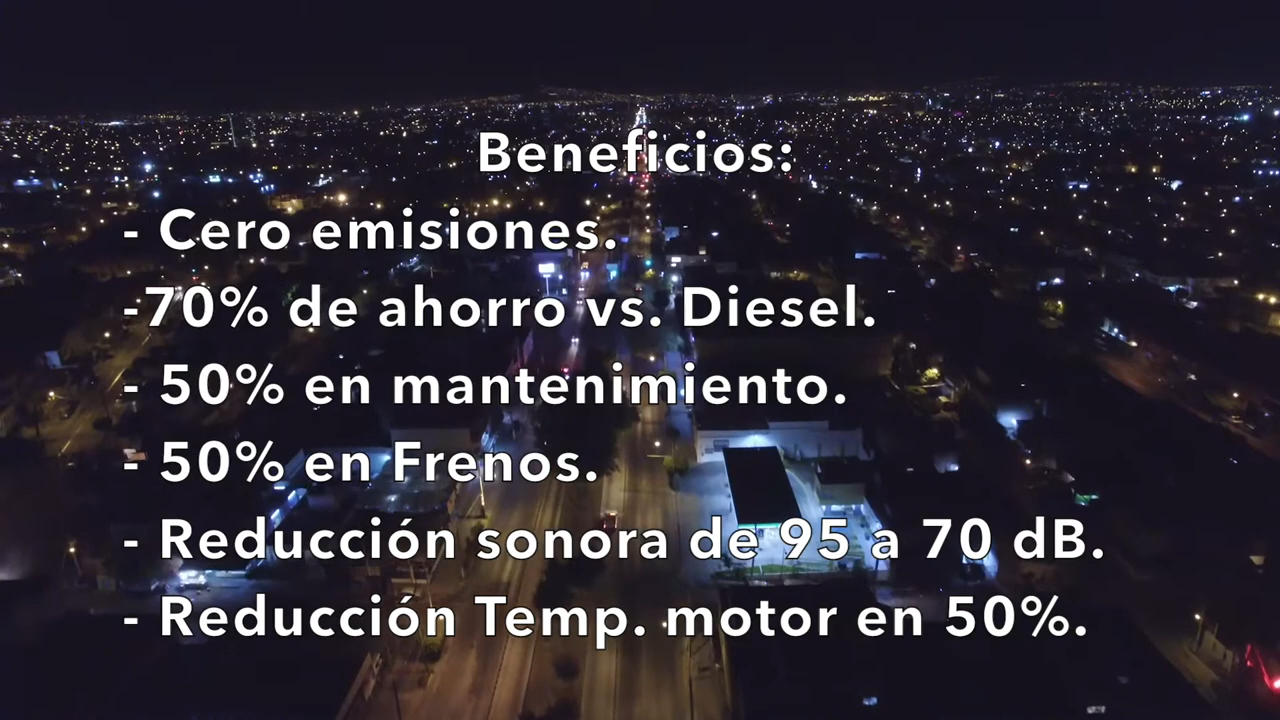 Beneficios:
- Cero emisiones.
-70% de ahorro vs. Diesel.
- 50% en mantenimiento.
- 50% en Frenos.
- Reducción sonora de 95 a 70 dB.
- Reducción Temp. motor en 50%.